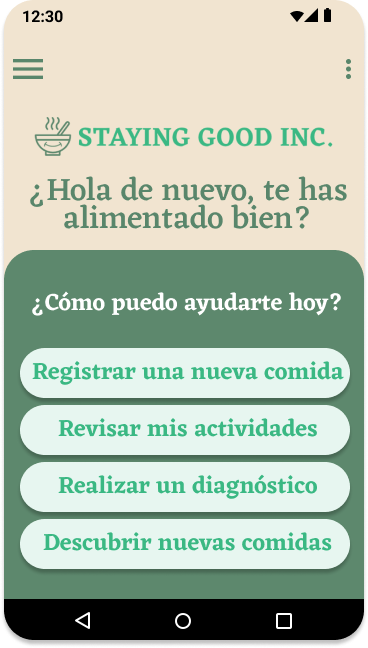 12:30
STAYING GOOD INC.
¿Hola de nuevo, te has
alimentado bien?
¿Cómo puedo ayudarte hoy?
Registrar una nueva comida
Revisar mis actividades
Realizar un diagnóstico
Descubrir nuevas comidas